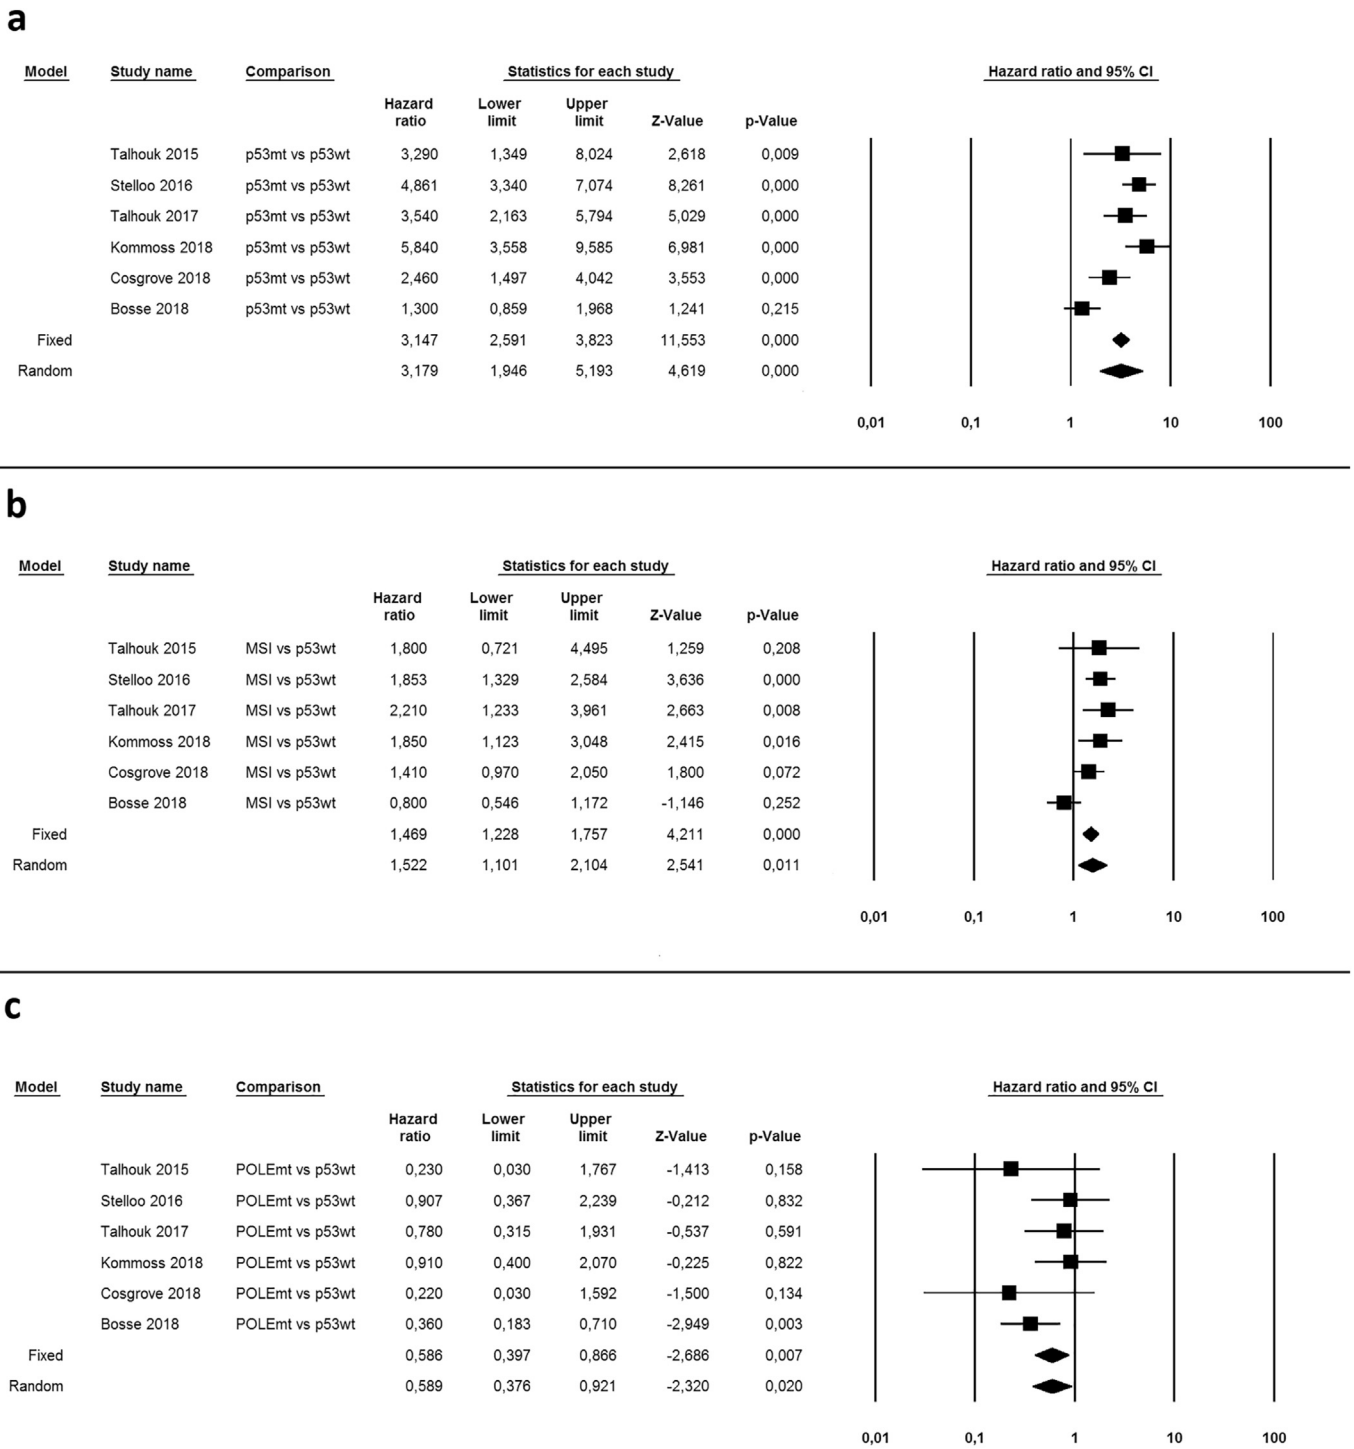 a
Model Study name Comparison Statistics for each study Hazard ratio and 95% CI
Hazard ratio Lower limit Upper limit Z-Value p-Value
Talhouk 2015 p53mt vs p53wt 3,290 1,349 8,024 2,618 0,009
Stelloo 2016 p53mt vs p53wt 4,861 3,340 7,074 8,261 0,000
Talhouk 2017 p53mt vs p53wt 3,540 2,163 5,794 5,029 0,000
Kommoss 2018 p53mt vs p53wt 5,840 3,558 9,585 6,981 0,000
Cosgrove 2018 p53mt vs p53wt 2,460 1,497 4,042 3,553 0,000
Bosse 2018 p53mt vs p53wt 1,300 0,859 1,968 1,241 0,215
Fixed 3,147 2,591 3,823 11,553 0,000
Random 3,179 1,946 5,193 4,619 0,000
0,01 0,1 1 10 100
b
Model Study name Statistics for each study Hazard ratio and 95% CI
Hazard ratio Lower limit Upper limit Z-Value p-Value
Talhouk 2015 MSI vs p53wt 1,800 0,721 4,495 1,259 0,208
Stelloo 2016 MSI vs p53wt 1,853 1,329 2,584 3,636 0,000
Talhouk 2017 MSI vs p53wt 2,210 1,233 3,961 2,663 0,008
Kommoss 2018 MSI vs p53wt 1,850 1,123 3,048 2,415 0,016
Cosgrove 2018 MSI vs p53wt 1,410 0,970 2,050 1,800 0,072
Bosse 2018 MSI vs p53wt 0,800 0,546 1,172 -1,146 0,252
Fixed 1,469 1,228 1,757 4,211 0,000
Random 1,522 1,101 2,104 2,541 0,011
0,01 0,1 1 10 100
c
Model Study name Comparison Statistics for each study Hazard ratio and 95% CI
Hazard ratio Lower limit Upper limit Z-Value p-Value
Talhouk 2015 POLEmt vs p53wt 0,230 0,030 1,767 -1,413 0,158
Stelloo 2016 POLEmt vs p53wt 0,907 0,367 2,239 -0,212 0,832
Talhouk 2017 POLEmt vs p53wt 0,780 0,315 1,931 -0,537 0,591
Kommoss 2018 POLEmt vs p53wt 0,910 0,400 2,070 -0,225 0,822
Cosgrove 2018 POLEmt vs p53wt 0,220 0,030 1,592 -1,500 0,134
Bosse 2018 POLEmt vs p53wt 0,360 0,183 0,710 -2,949 0,003
Fixed 0,586 0,397 0,866 -2,686 0,007
Random 0,589 0,376 0,921 -2,320 0,020
0,01 0,1 1 10 100